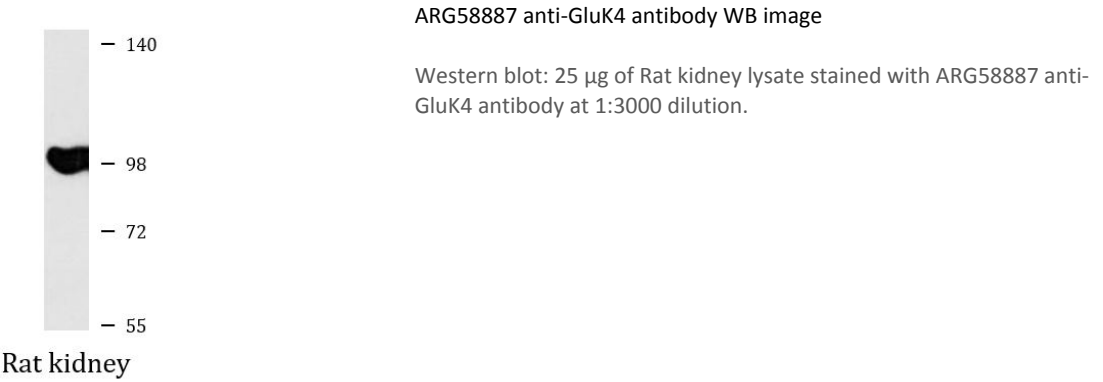 ARG58887 anti-GluK4 antibody WB image
Western blot: 25 µg of Rat kidney lysate stained with ARG58887 anti-
GluK4 antibody at 1:3000 dilution.
– 140
– 98
– 72
– 55
Rat kidney